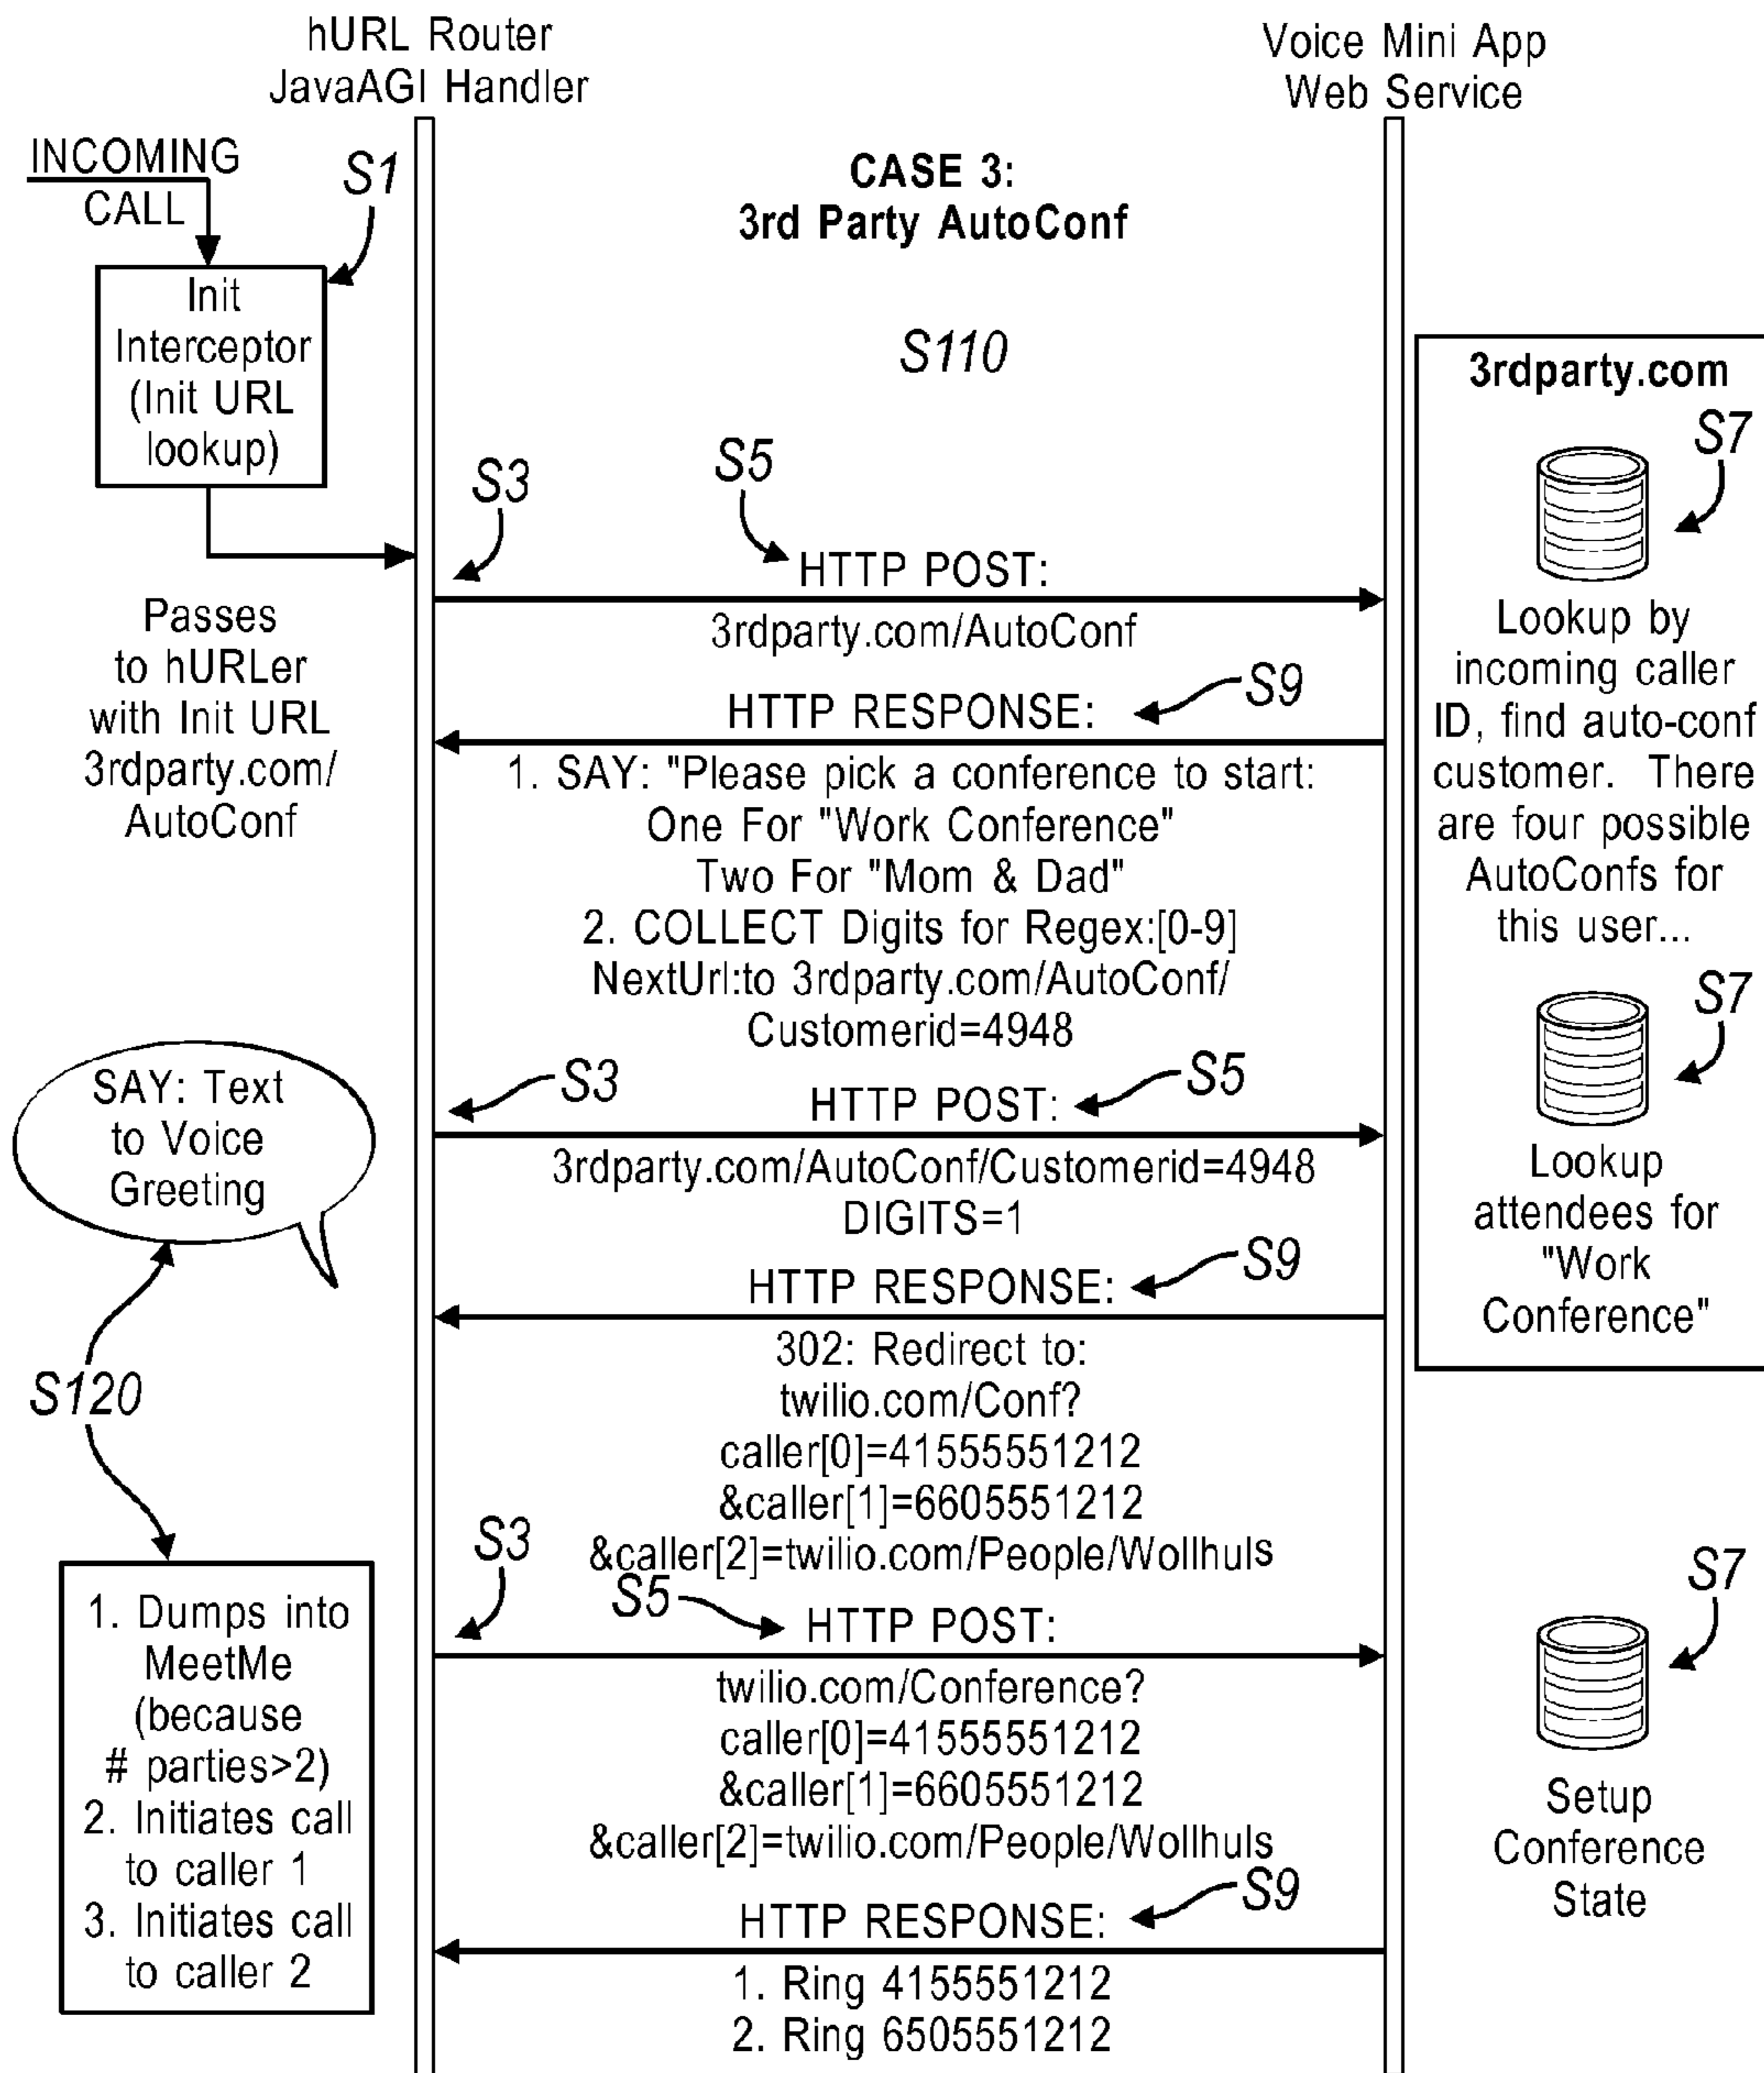 hURL Router
JavaAGI Handler
Voice Mini App
Web Service
INCOMING
CALL
S1
CASE 3:
3rd Party AutoConf
Init
Interceptor
(Init URL
lookup)
S110
3rdparty.com
S7
S3
S5
HTTP POST:
3rdparty.com/AutoConf
Passes
to hURLer
with Init URL
3rdparty.com/
AutoConf
Lookup by
incoming caller
ID, find auto-conf
customer. There
are four possible
AutoConfs for
this user...
S9
HTTP RESPONSE:
1. SAY: "Please pick a conference to start:
One For "Work Conference"
Two For "Mom & Dad"
2. COLLECT Digits for Regex:[0-9]
NextUrl:to 3rdparty.com/AutoConf/
Customerid=4948
S7
SAY: Text
to Voice
Greeting
S3
S5
HTTP POST:
3rdparty.com/AutoConf/Customerid=4948
DIGITS=1
Lookup
attendees for
"Work
Conference"
S9
HTTP RESPONSE:
302: Redirect to:
twilio.com/Conf?
caller[0]=41555551212
&caller[1]=6605551212
&caller[2]=twilio.com/People/Wollhuls
S120
S3
S5
HTTP POST:
twilio.com/Conference?
caller[0]=41555551212
&caller[1]=6605551212
&caller[2]=twilio.com/People/Wollhuls
S7
Setup
Conference
State
1. Dumps into
MeetMe
(because
# parties>2)
2. Initiates call
to caller 1
3. Initiates call
to caller 2
S9
HTTP RESPONSE:
1. Ring 4155551212
2. Ring 6505551212